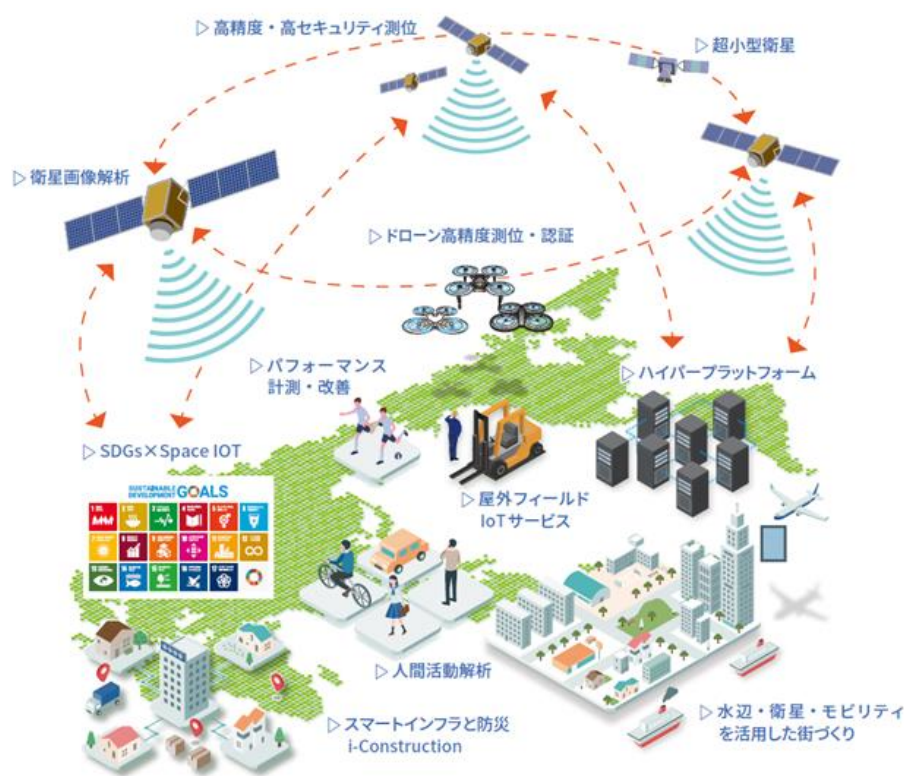 ▷高精度・高セキュリティ測位
▷超小型衛星
▷衛星画像解析
▷ドローン高精度測位・認証
▷パフォーマンス
計測・改善
▷ハイパープラットフォーム
▷SDGs×Space IOT
SUSTAINABLE
DEVELOPMENT GOALS
▷屋外フィールド
IoTサービス
▷人間活動解析
▷スマートインフラと防災
i-Construction
▷水辺・衛星・モビリティ
を活用した街づくり